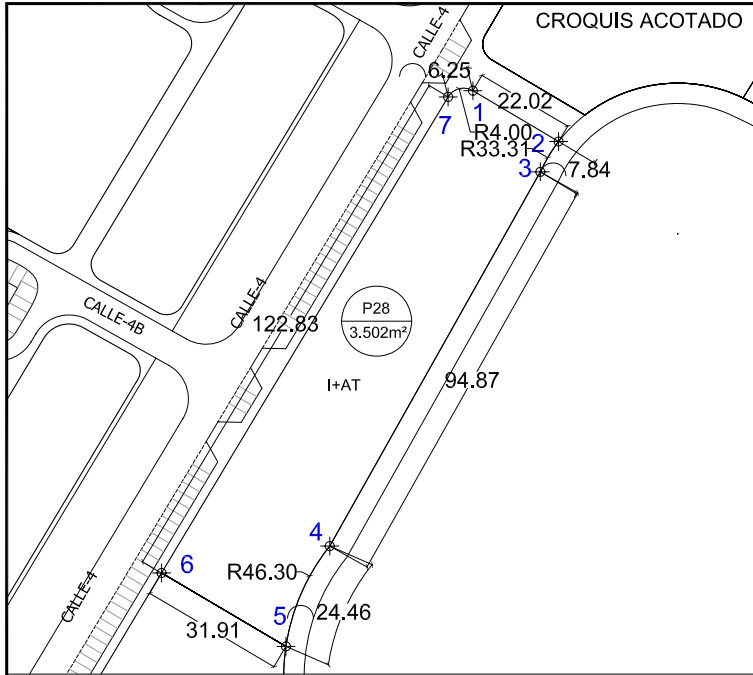 CROQUIS ACOTADO
CALLE-4
6.25
1
22.02
7
R4.00
2
R33.31
3
7.84
CALLE-4B
CALLE-4
122.83
P28
3.502m²
I+AT
94.87
4
6
R46.30
5
24.46
CALLE-4
31.91